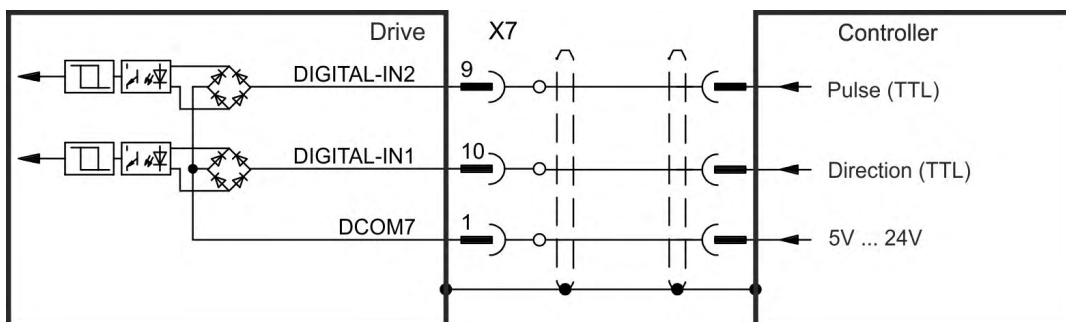 Drive
X7
Controller
DIGITAL-IN2
9
Pulse (TTL)
DIGITAL-IN1
10
Direction (TTL)
DCOM7
1
5V ... 24V